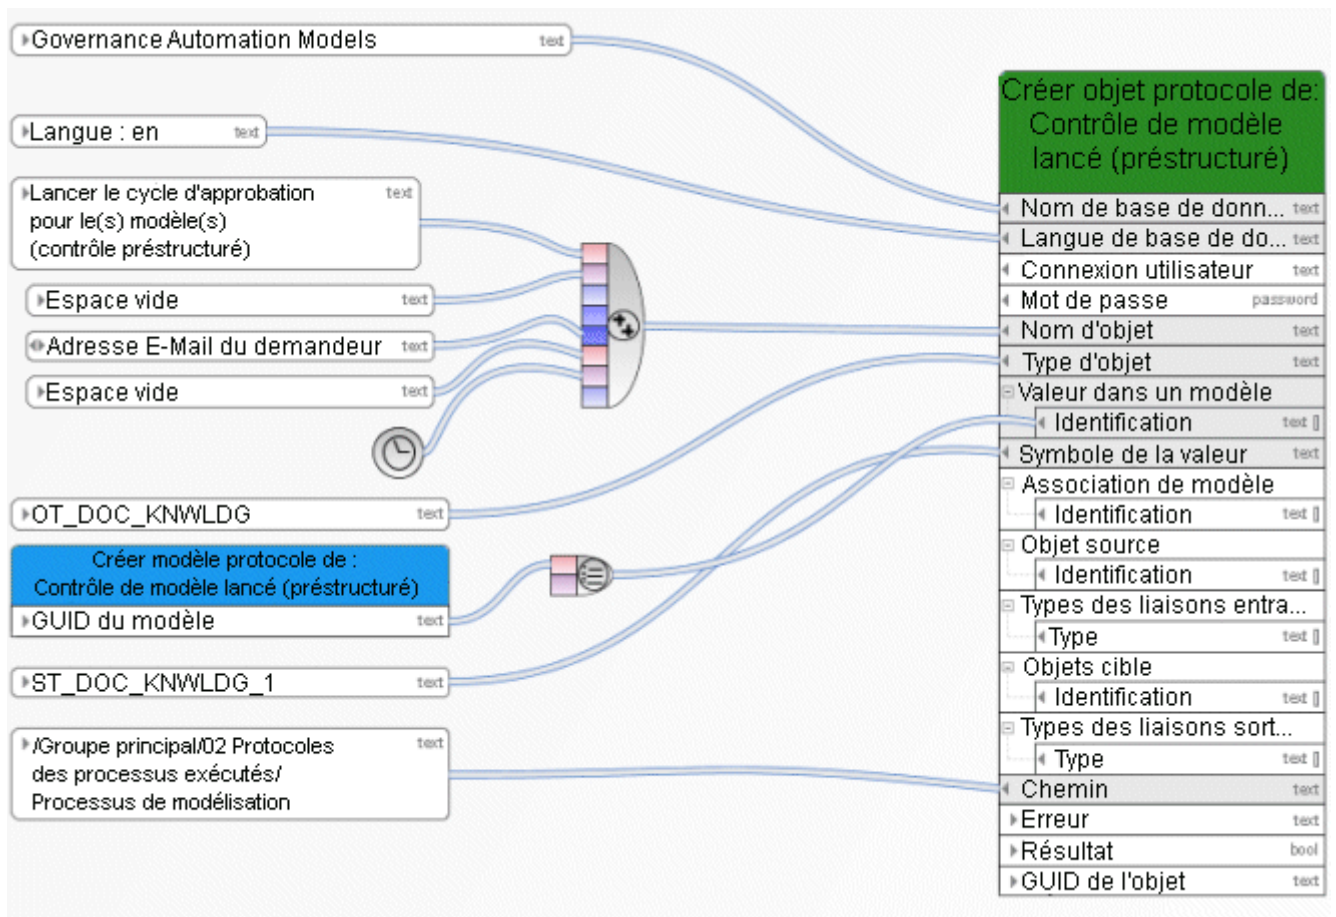 Governance Automation Models text
Langue : en text
Lancer le cycle d'approbation text
pour le(s) modèle(s)
(contrôle préstructuré)
Espace vide text
Adresse E-Mail du demandeur text
Espace vide text
OT_DOC_KNWLDG text
Créer modèle protocole de :
Contrôle de modèle lancé (préstructuré)
GUID du modèle text
ST_DOC_KNWLDG_1 text
/Groupe principal/02 Protocoles text
des processus exécutés/
Processus de modélisation
Créer objet protocole de:
Contrôle de modèle
lancé (préstructuré)
Nom de base de donn... text
Langue de base de do... text
Connexion utilisateur text
Mot de passe password
Nom d'objet text
Type d'objet text
Valeur dans un modèle
Identification text []
Symbole de la valeur text
Association de modèle
Identification text []
Objet source
Identification text []
Types des liaisons entra...
Type text []
Objets cible
Identification text []
Types des liaisons sort...
Type text []
Chemin text
Erreur text
Résultat bool
GUID de l'objet text